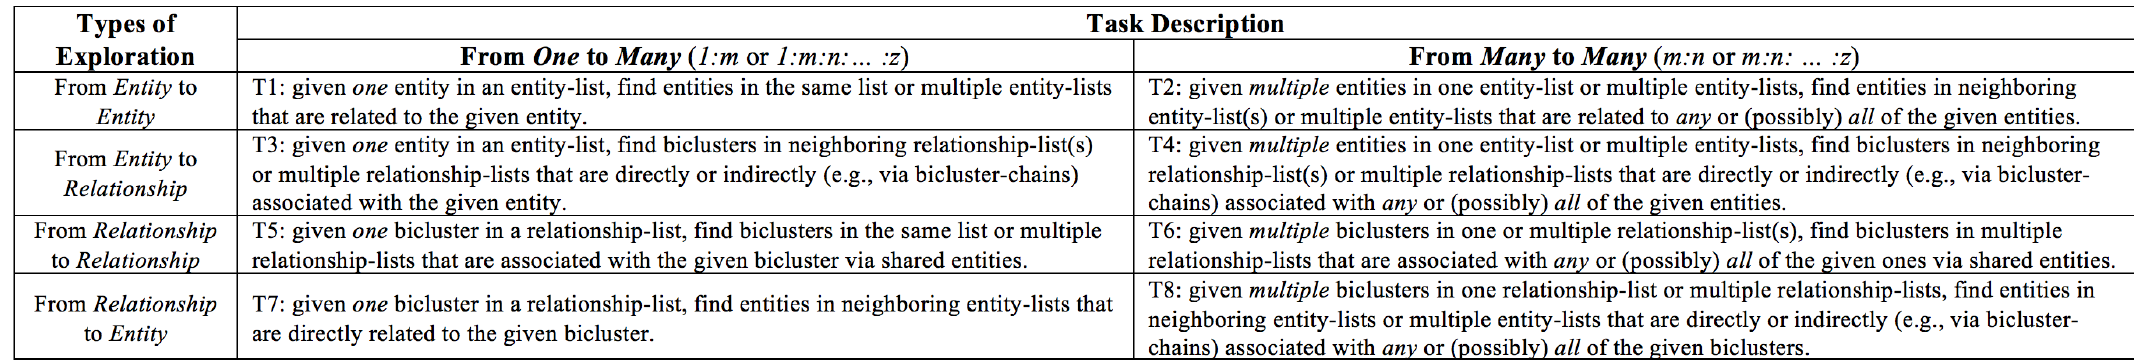 Types of
Exploration
Task Description
From One to Many (1:m or 1:m:n: ... :z)
From Many to Many (m:n or m:n: ... :z)
From Entity to
Entity
T1: given one entity in an entity-list, find entities in the same list or multiple entity-lists
that are related to the given entity.
T2: given multiple entities in one entity-list or multiple entity-lists, find entities in neighboring
entity-list(s) or multiple entity-lists that are related to any or (possibly) all of the given entities.
From Entity to
Relationship
T3: given one entity in an entity-list, find biclusters in neighboring relationship-list(s)
or multiple relationship-lists that are directly or indirectly (e.g., via bicluster-chains)
associated with the given entity.
T4: given multiple entities in one entity-list or multiple entity-lists, find biclusters in neighboring
relationship-list(s) or multiple relationship-lists that are directly or indirectly (e.g., via bicluster-
chains) associated with any or (possibly) all of the given entities.
From Relationship
to Relationship
T5: given one bicluster in a relationship-list, find biclusters in the same list or multiple
relationship-lists that are associated with the given bicluster via shared entities.
T6: given multiple biclusters in one or multiple relationship-list(s), find biclusters in multiple
relationship-lists that are associated with any or (possibly) all of the given ones via shared entities.
From Relationship
to Entity
T7: given one bicluster in a relationship-list, find entities in neighboring entity-lists that
are directly related to the given bicluster.
T8: given multiple biclusters in one relationship-list or multiple relationship-lists, find entities in
neighboring entity-lists or multiple entity-lists that are directly or indirectly (e.g., via bicluster-
chains) associated with any or (possibly) all of the given biclusters.